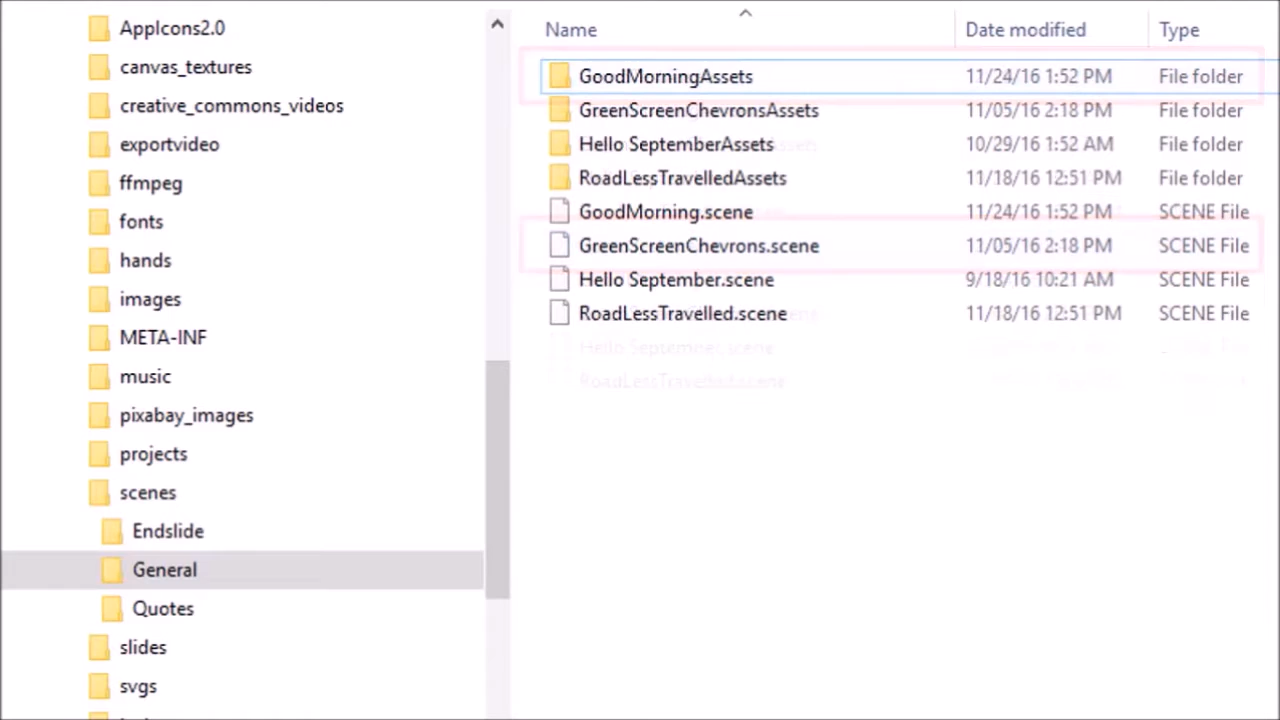 AppIcons2.0
canvas_textures
creative_commons_videos
exportvideo
ffmpeg
fonts
hands
images
META-INF
music
pixabay_images
projects
scenes
Endslide
General
Quotes
slides
svgs
Name Date modified Type
GoodMorningAssets 11/24/16 1:52 PM File folder
GreenScreenChevronsAssets 11/05/16 2:18 PM File folder
Hello SeptemberAssets 10/29/16 1:52 AM File folder
RoadLessTravelledAssets 11/18/16 12:51 PM File folder
GoodMorning.scene 11/24/16 1:52 PM SCENE File
GreenScreenChevrons.scene 11/05/16 2:18 PM SCENE File
Hello September.scene 9/18/16 10:21 AM SCENE File
RoadLessTravelled.scene 11/18/16 12:51 PM SCENE File
Hello September.scene
RoadLessTravelled.scene